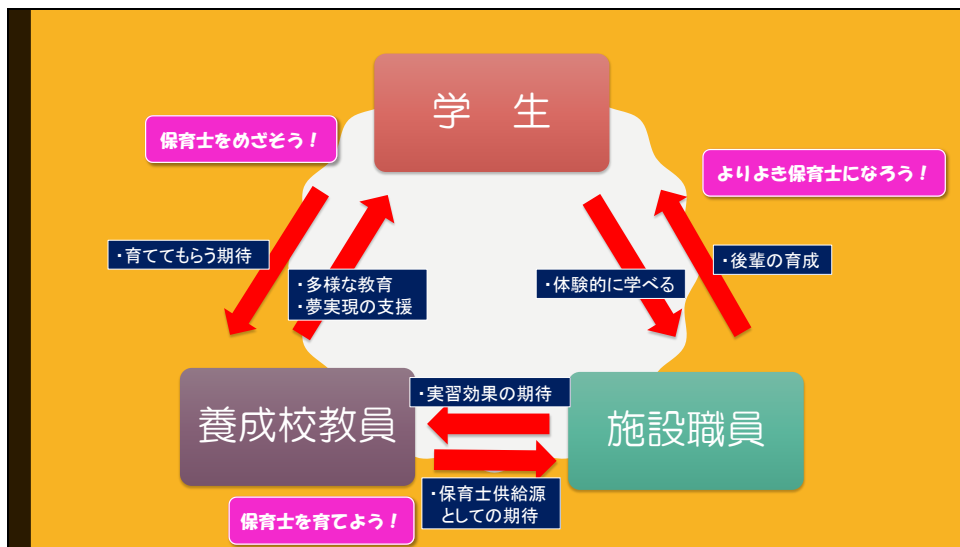 学　生
保育士をめざそう！
よりよき保育士になろう！
・育ててもらう期待
・多様な教育
・夢実現の支援
・体験的に学べる
・後輩の育成
養成校教員
・実習効果の期待
施設職員
・保育士供給源
としての期待
保育士を育てよう！